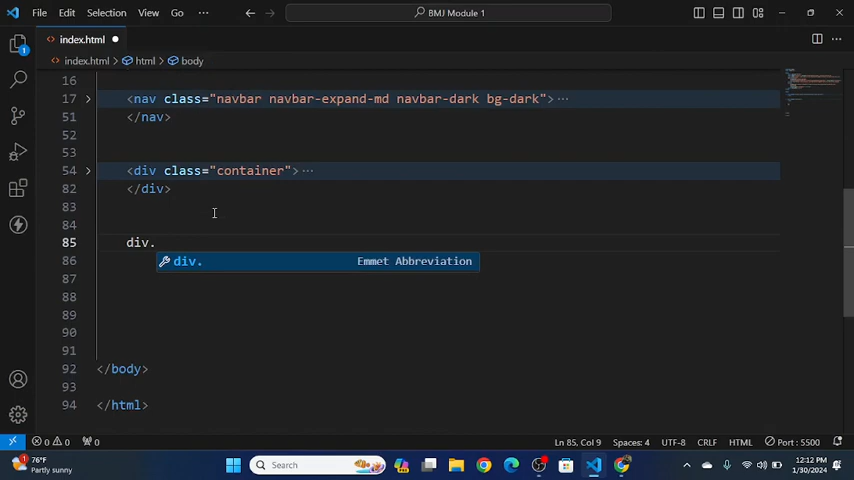 File Edit Selection View Go ··· BMJ Module 1
index.html
index.html > html > body
16
17 <nav class="navbar navbar-expand-md navbar-dark bg-dark"> ···
51 </nav>
52
53
54 <div class="container"> ···
82 </div>
83
84
85 div.
86 div. Emmet Abbreviation
87
88
89
90
91
92 </body>
93
94 </html>
1
0 0 0 Ln 85, Col 9 Spaces: 4 UTF-8 CRLF HTML Port : 5500
76°F
Partly sunny
Search
12:12 PM
1/30/2024